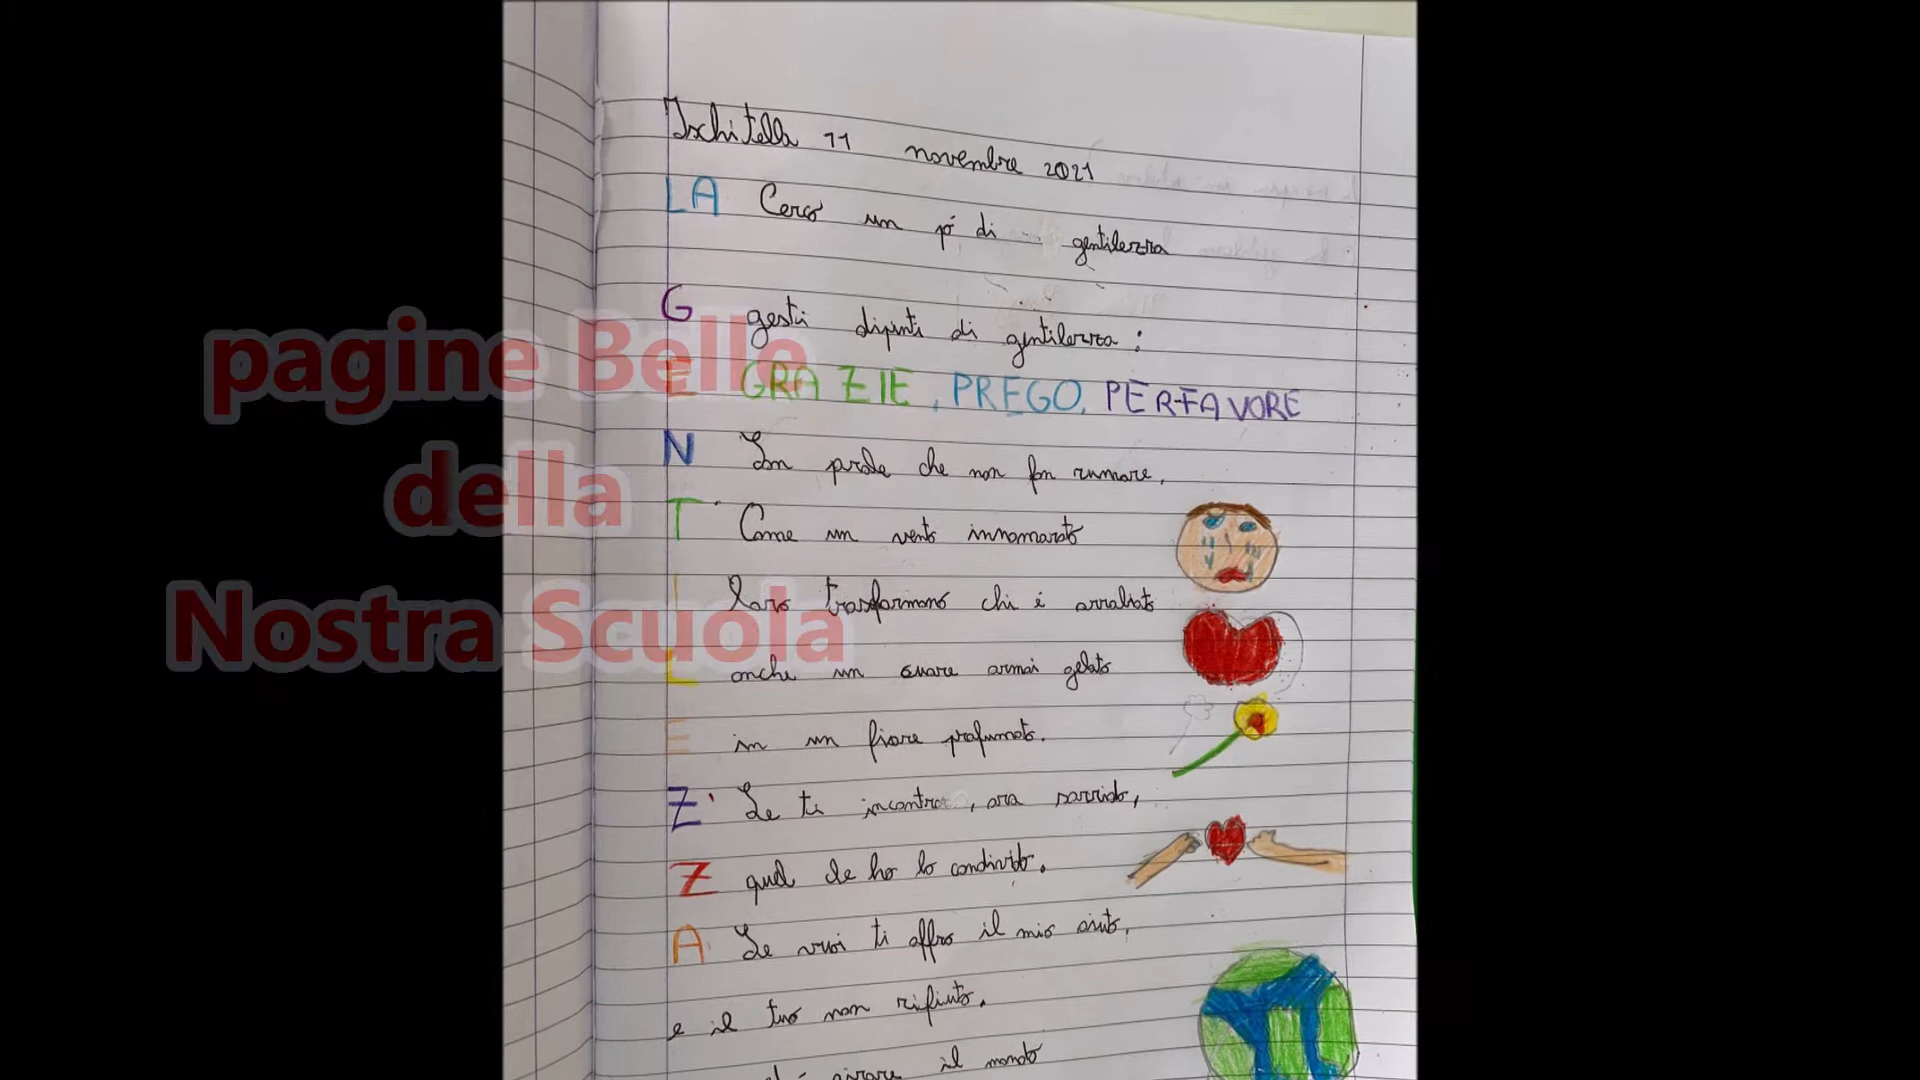 Ischitella 11 novembre 2021
LA Cerco un pó di gentilezza
G gesti dipinti di gentilezza:
E GRAZIE, PREGO, PERFAVORE
N Son parole che non fan rumore,
T Come un vento innamorato
I loro trasformano chi é arrabiato
L anche un cuore ormai gelato
E in un fiore profumato.
Z Se ti incontro, ora sorrido,
Z quel che ho lo condivido.
A Se vuoi ti offro il mio aiuto,
e il tuo non rifiuto.
girare il mondo
pagine Belle
della
Nostra Scuola